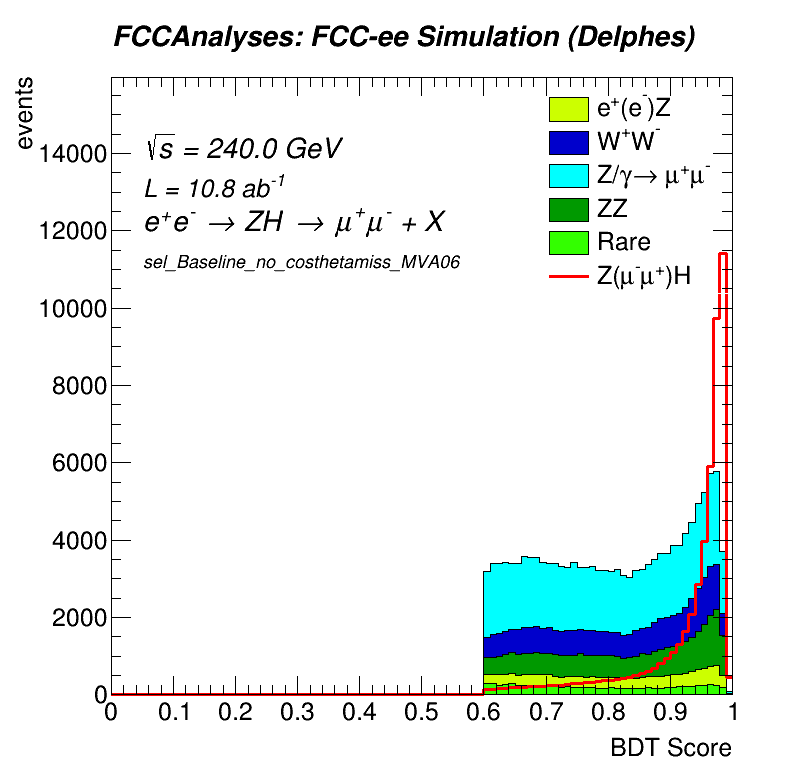 FCCAnalyses: FCC-ee Simulation (Delphes)
events
√s = 240.0 GeV
L = 10.8 ab⁻¹
e⁺e⁻ → ZH → μ⁺μ⁻ + X
sel_Baseline_no_costhetamiss_MVA06
e⁺(e⁻)Z
W⁺W⁻
Z/γ→ μ⁺μ⁻
ZZ
Rare
Z(μ⁻μ⁺)H
14000
12000
10000
8000
6000
4000
2000
0
0 0.1 0.2 0.3 0.4 0.5 0.6 0.7 0.8 0.9 1
BDT Score